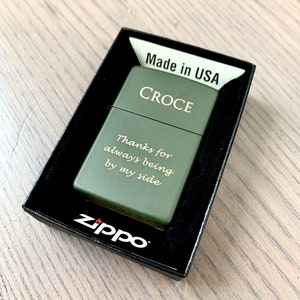 Made in USA
CROCE
Thanks for
always being
by my side
zippo